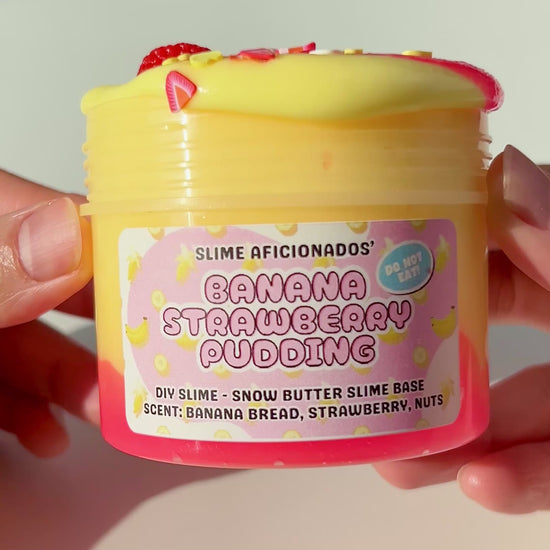 SLIME AFICIONADOS'
DO NOT
EAT!
BANANA
STRAWBERRY
PUDDING
DIY SLIME - SNOW BUTTER SLIME BASE
SCENT: BANANA BREAD, STRAWBERRY, NUTS